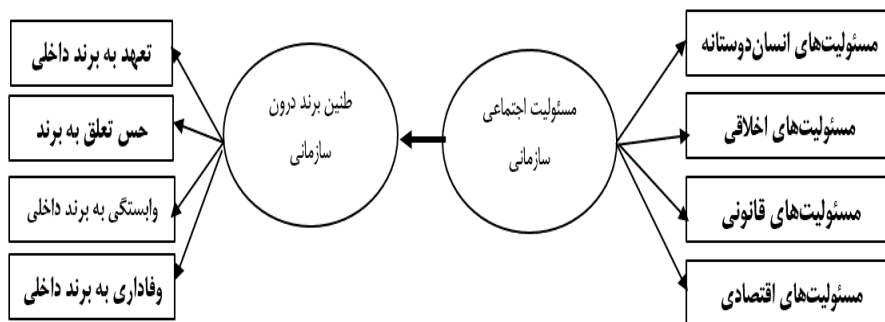 مسئولیت‌های انسان‌دوستانه
مسئولیت‌های اخلاقی
مسئولیت‌های قانونی
مسئولیت‌های اقتصادی
مسئولیت اجتماعی
سازمانی
طنین برند درون
سازمانی
تعهد به برند داخلی
حس تعلق به برند
وابستگی به برند داخلی
وفاداری به برند داخلی